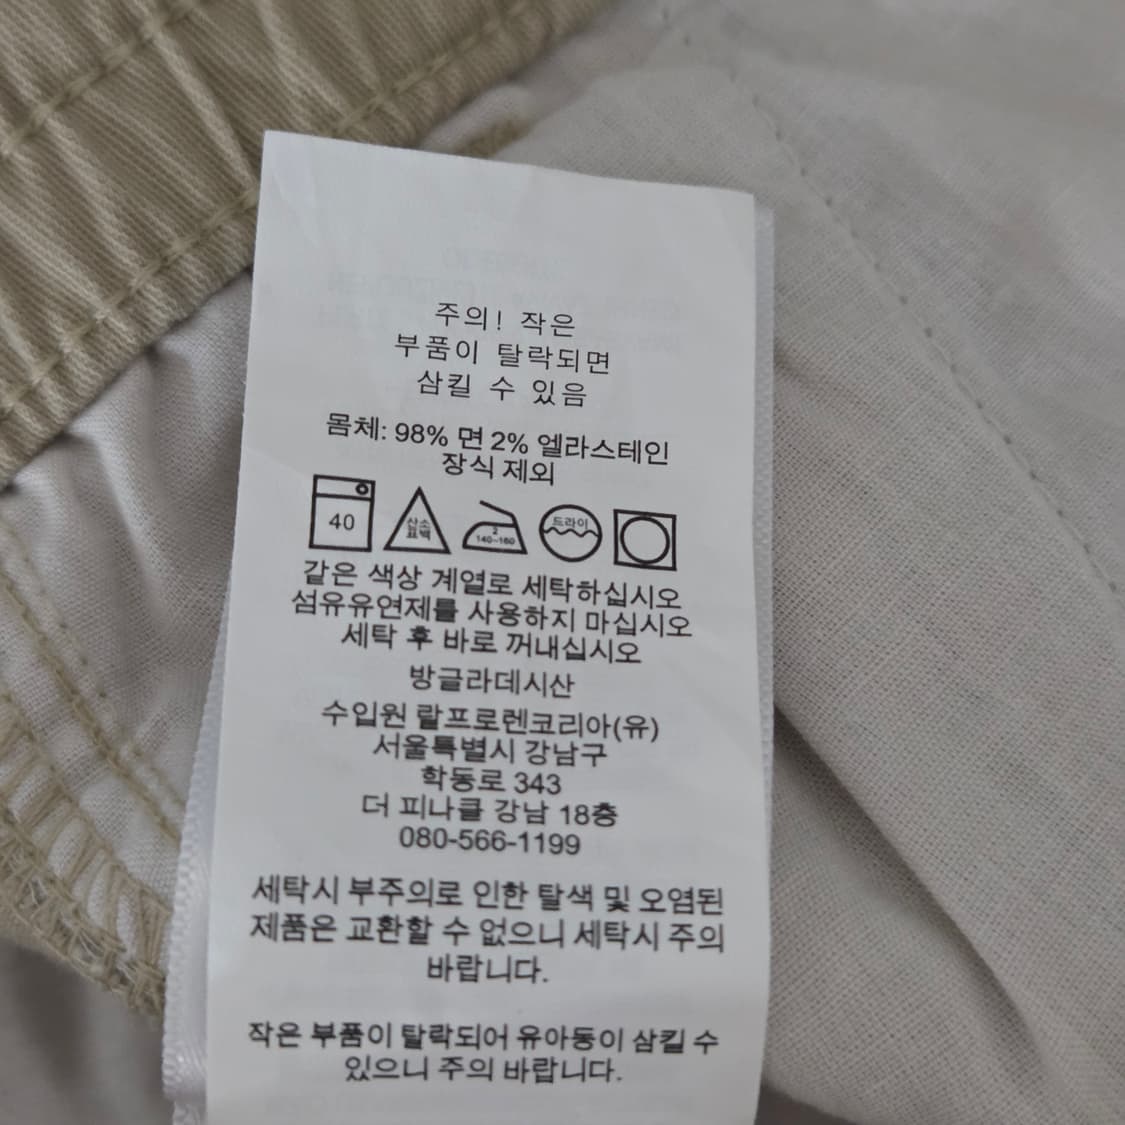 주의! 작은
부품이 탈락되면
삼킬 수 있음
몸체: 98% 면 2% 엘라스테인
장식 제외
40 산소 표백 2 140~160 드라이
같은 색상 계열로 세탁하십시오
섬유유연제를 사용하지 마십시오
세탁 후 바로 꺼내십시오
방글라데시산
수입원 랄프로렌코리아(유)
서울특별시 강남구
학동로 343
더 피나클 강남 18층
080-566-1199
세탁시 부주의로 인한 탈색 및 오염된
제품은 교환할 수 없으니 세탁시 주의
바랍니다.
작은 부품이 탈락되어 유아동이 삼킬 수
있으니 주의 바랍니다.